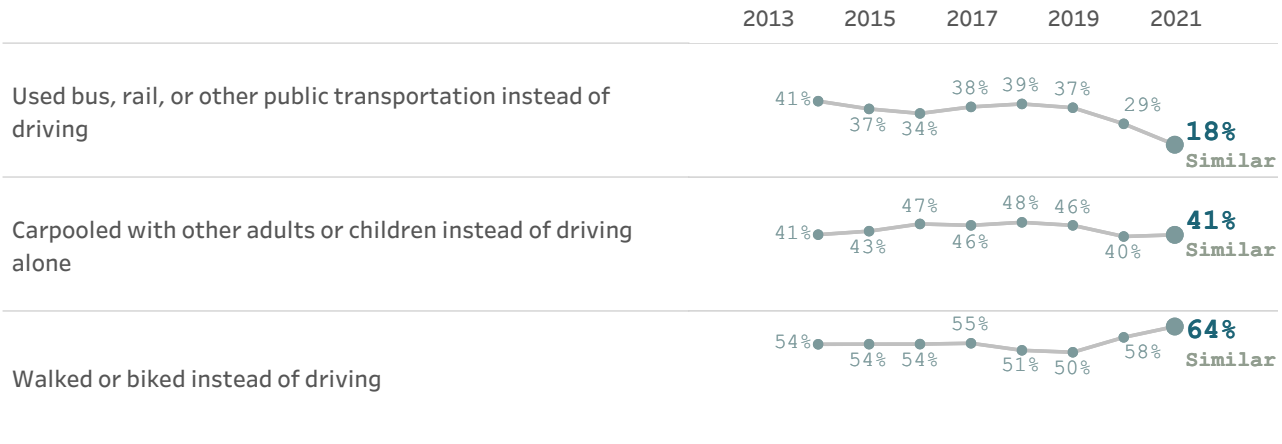 2013 2015 2017 2019 2021
Used bus, rail, or other public transportation instead of
driving
41% 37% 34% 38% 39% 37% 29% 18%
Similar
Carpooled with other adults or children instead of driving
alone
41% 43% 47% 46% 48% 46% 40% 41%
Similar
Walked or biked instead of driving
54% 54% 54% 55% 51% 50% 58% 64%
Similar